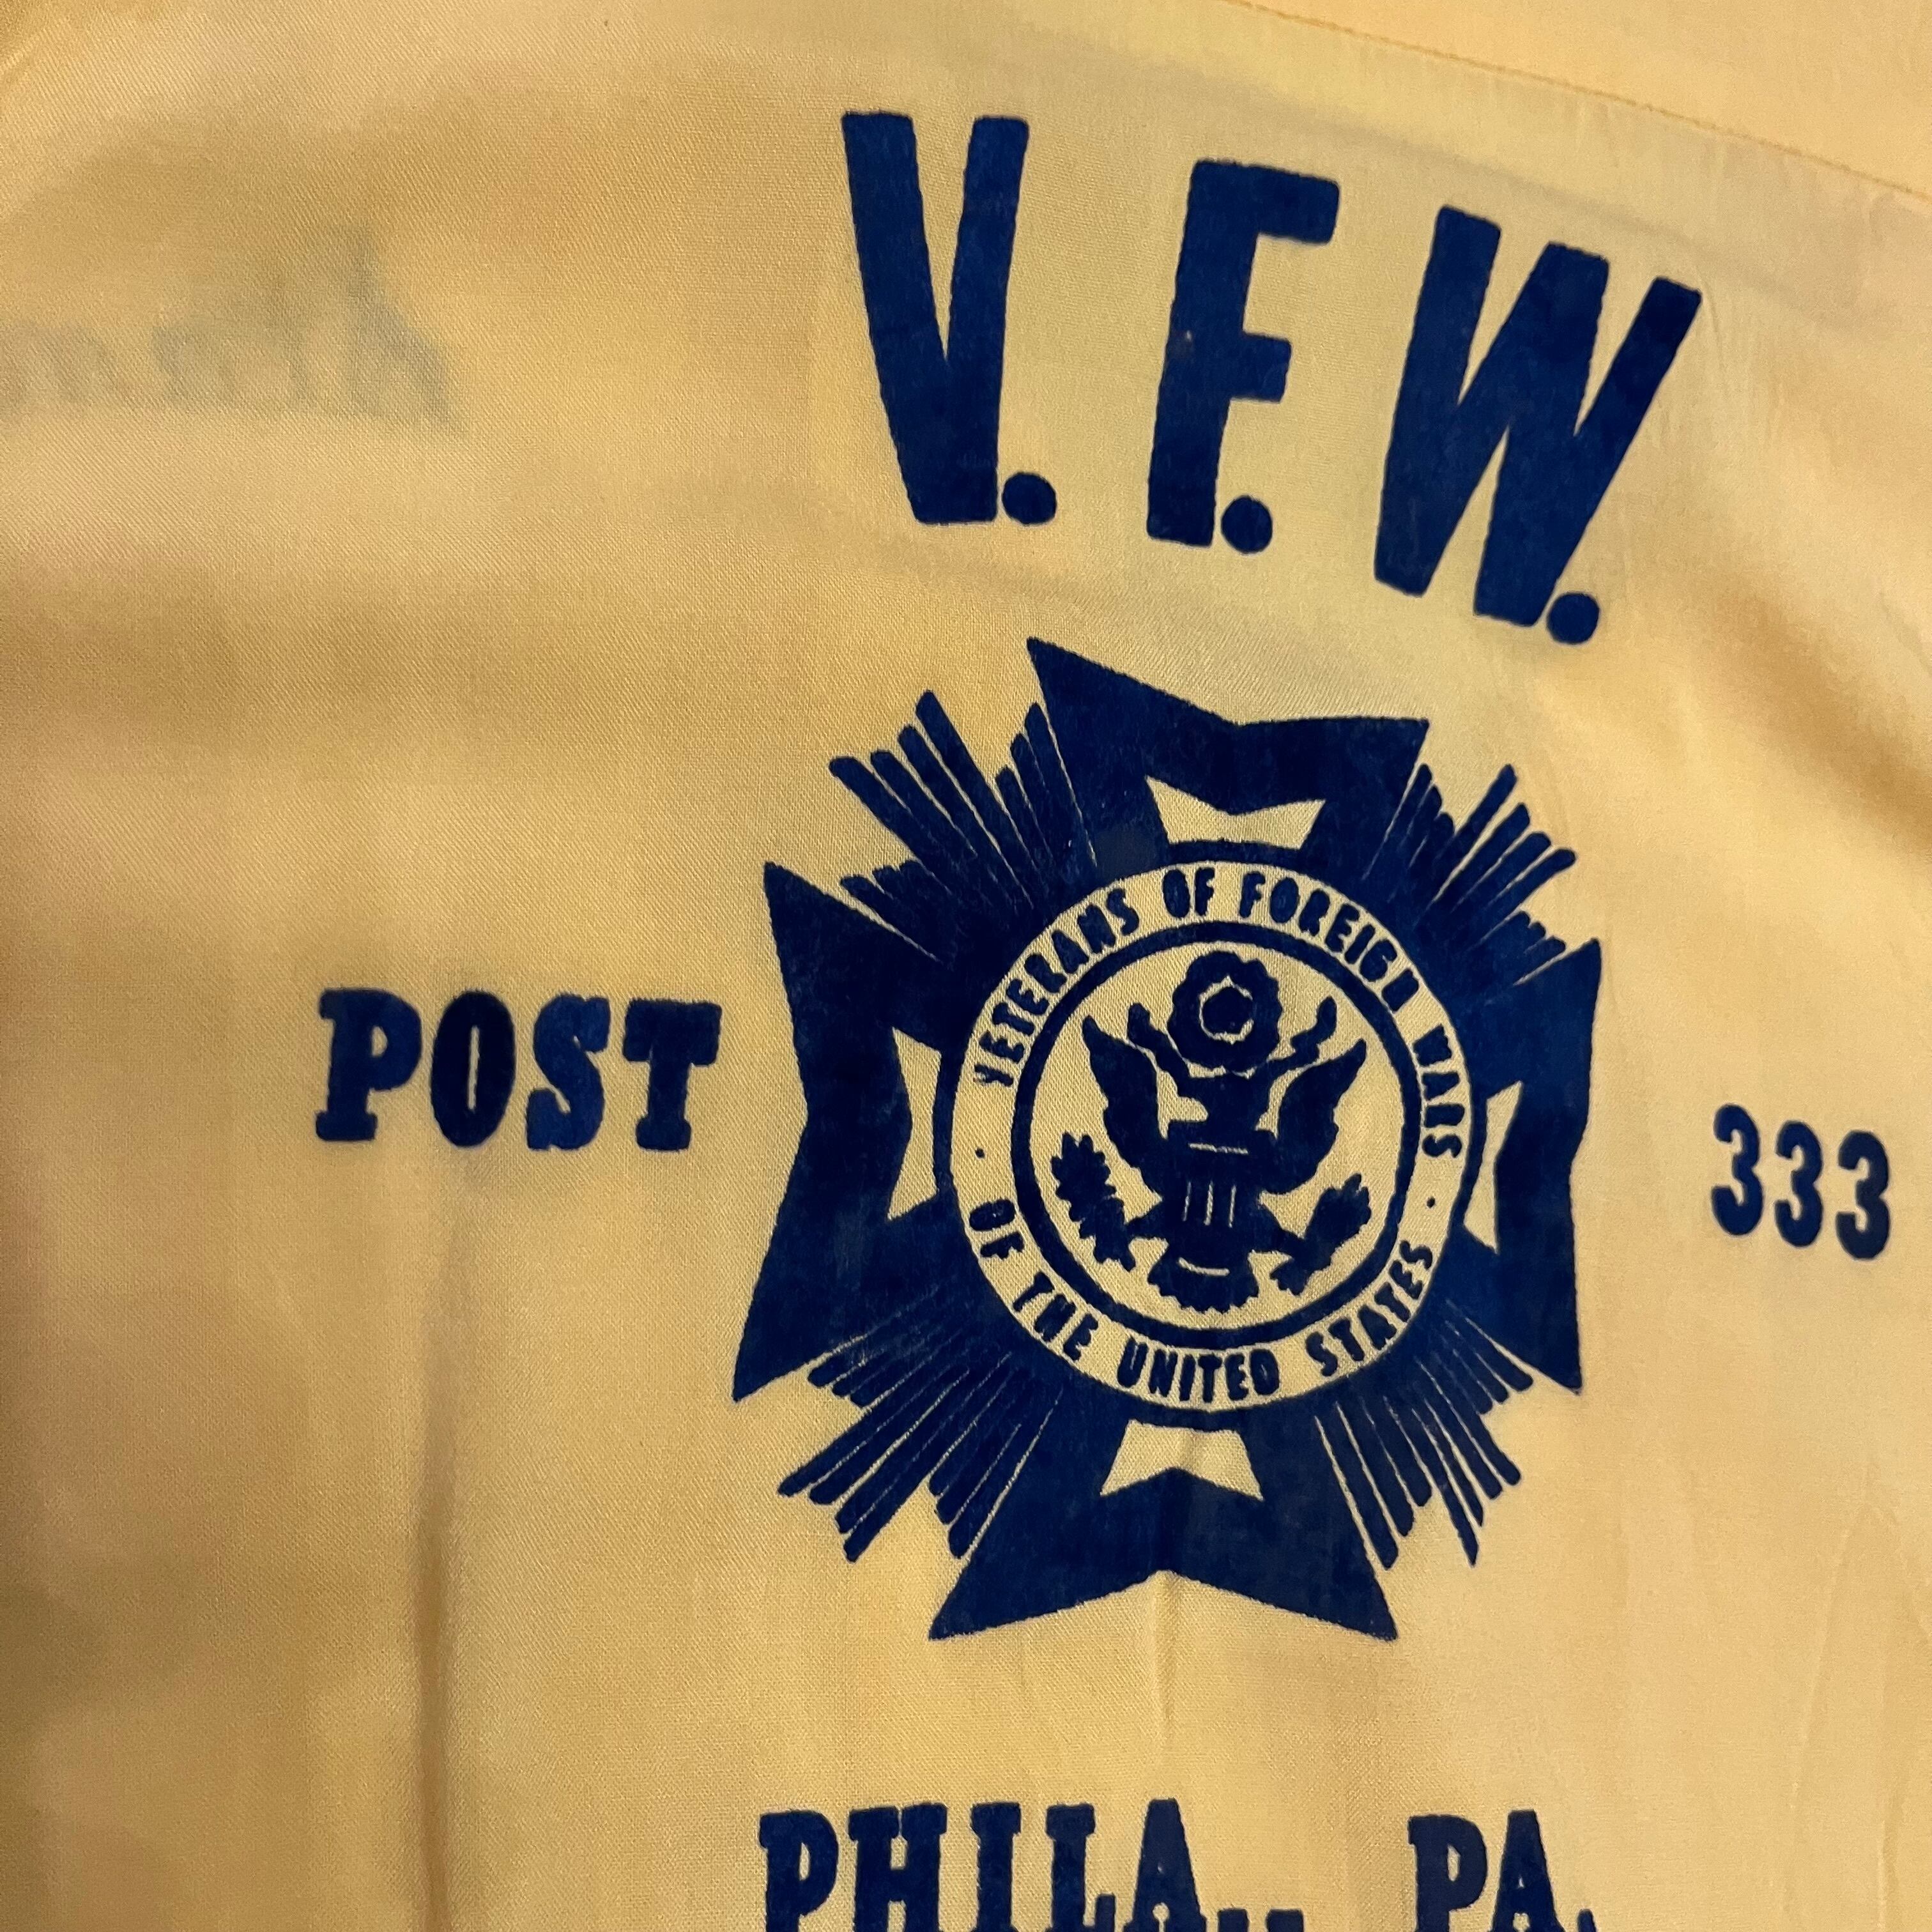 V.F.W.
VETERANS OF FOREIGN WARS
OF THE UNITED STATES
POST 333
PHILA., PA.